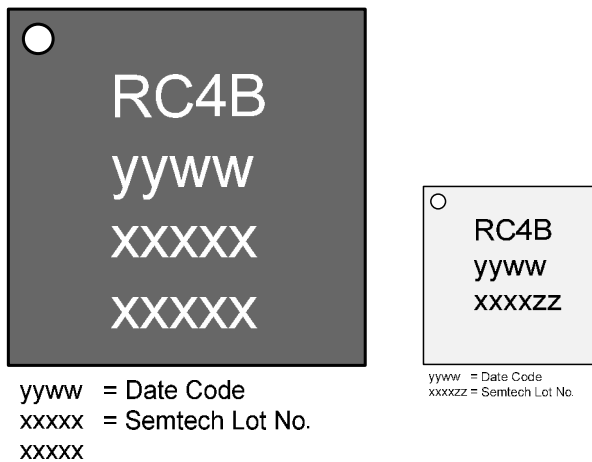 RC4B
yyww
xxxxx
xxxxx
yyww = Date Code
xxxxx = Semtech Lot No.
xxxxx
RC4B
yyww
xxxxzz
yyww = Date Code
xxxxzz = Semtech Lot No.